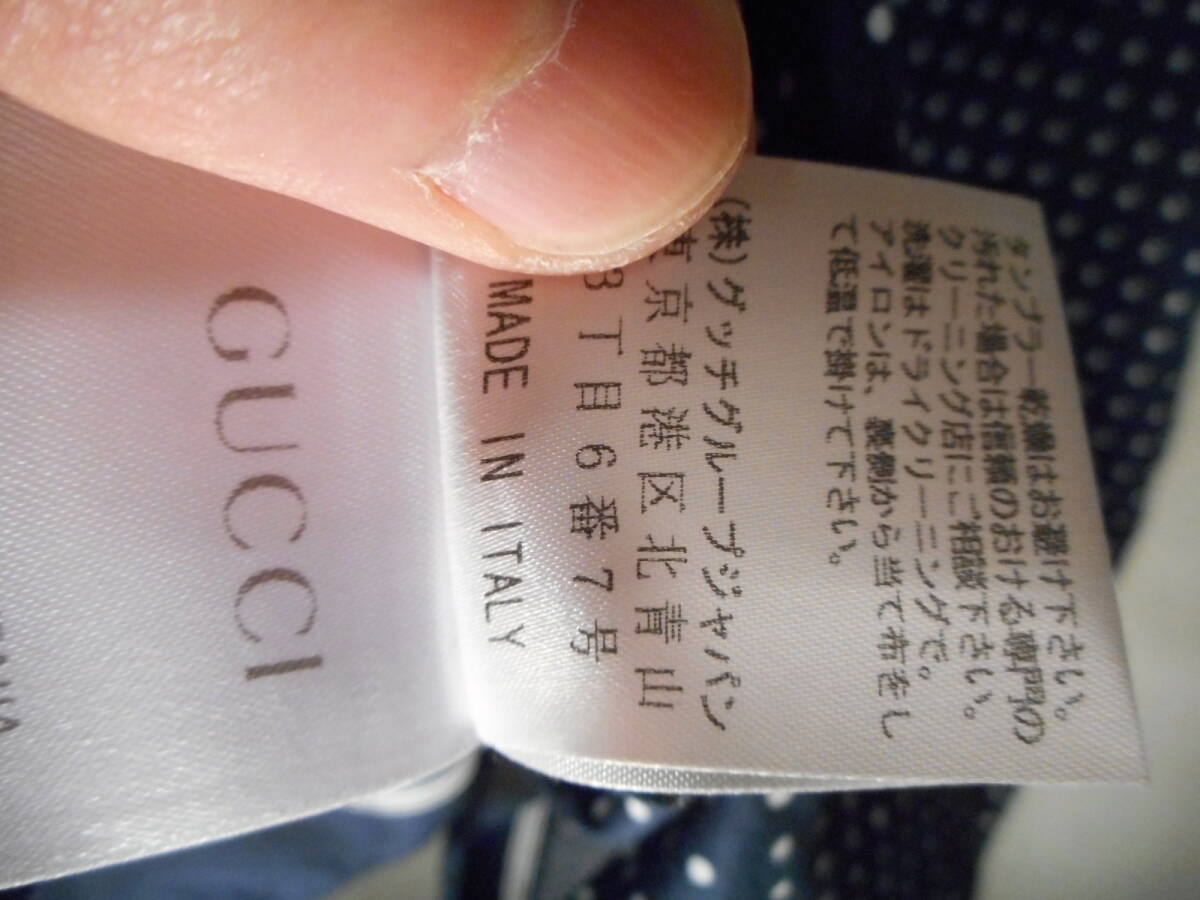 タンブラー乾燥はお避け下さい。
汚れた場合は信頼のおける専門の
クリーニング店にご相談下さい。
洗濯はドライクリーニングで。
アイロンは、裏側から当て布をし
て低温で掛けて下さい。
(株)グッチグループジャパン
東京都港区北青山
3丁目6番7号
MADE IN ITALY
GUCCI